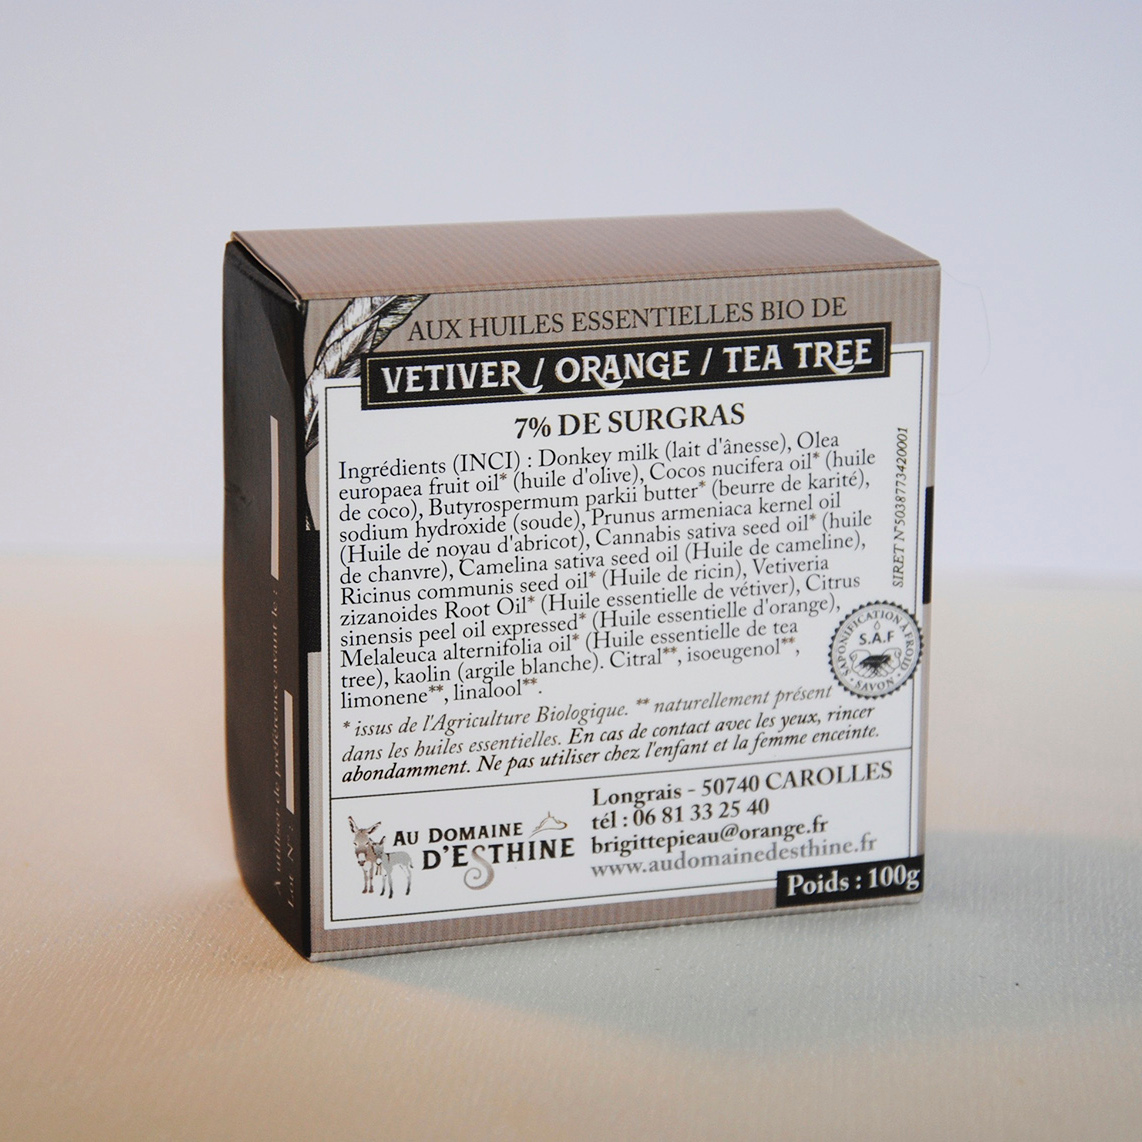 AUX HUILES ESSENTIELLES BIO DE
VETIVER / ORANGE / TEA TREE
7% DE SURGRAS
Ingrédients (INCI) : Donkey milk (lait d'ânesse), Olea
europaea fruit oil* (huile d'olive), Cocos nucifera oil* (huile
de coco), Butyrospermum parkii butter* (beurre de karité),
sodium hydroxide (soude), Prunus armeniaca kernel oil
(Huile de noyau d'abricot), Cannabis sativa seed oil* (huile
de chanvre), Camelina sativa seed oil (Huile de cameline),
Ricinus communis seed oil* (Huile de ricin), Vetiveria
zizanoides Root Oil* (Huile essentielle de vétiver), Citrus
sinensis peel oil expressed* (Huile essentielle d'orange),
Melaleuca alternifolia oil* (Huile essentielle de tea
tree), kaolin (argile blanche). Citral**, isoeugenol**,
limonene**, linalool**.
* issus de l'Agriculture Biologique. ** naturellement présent
dans les huiles essentielles. En cas de contact avec les yeux, rincer
abondamment. Ne pas utiliser chez l'enfant et la femme enceinte.
SIRET N°5038773420001
SAPONIFICATION A FROID
S.A.F
SAVON
AU DOMAINE
D'ESTHINE
Longrais - 50740 CAROLLES
tél : 06 81 33 25 40
brigittepieau@orange.fr
www.audomainedesthine.fr
Poids : 100g
A utiliser de préférence avant le :
Lot N° :